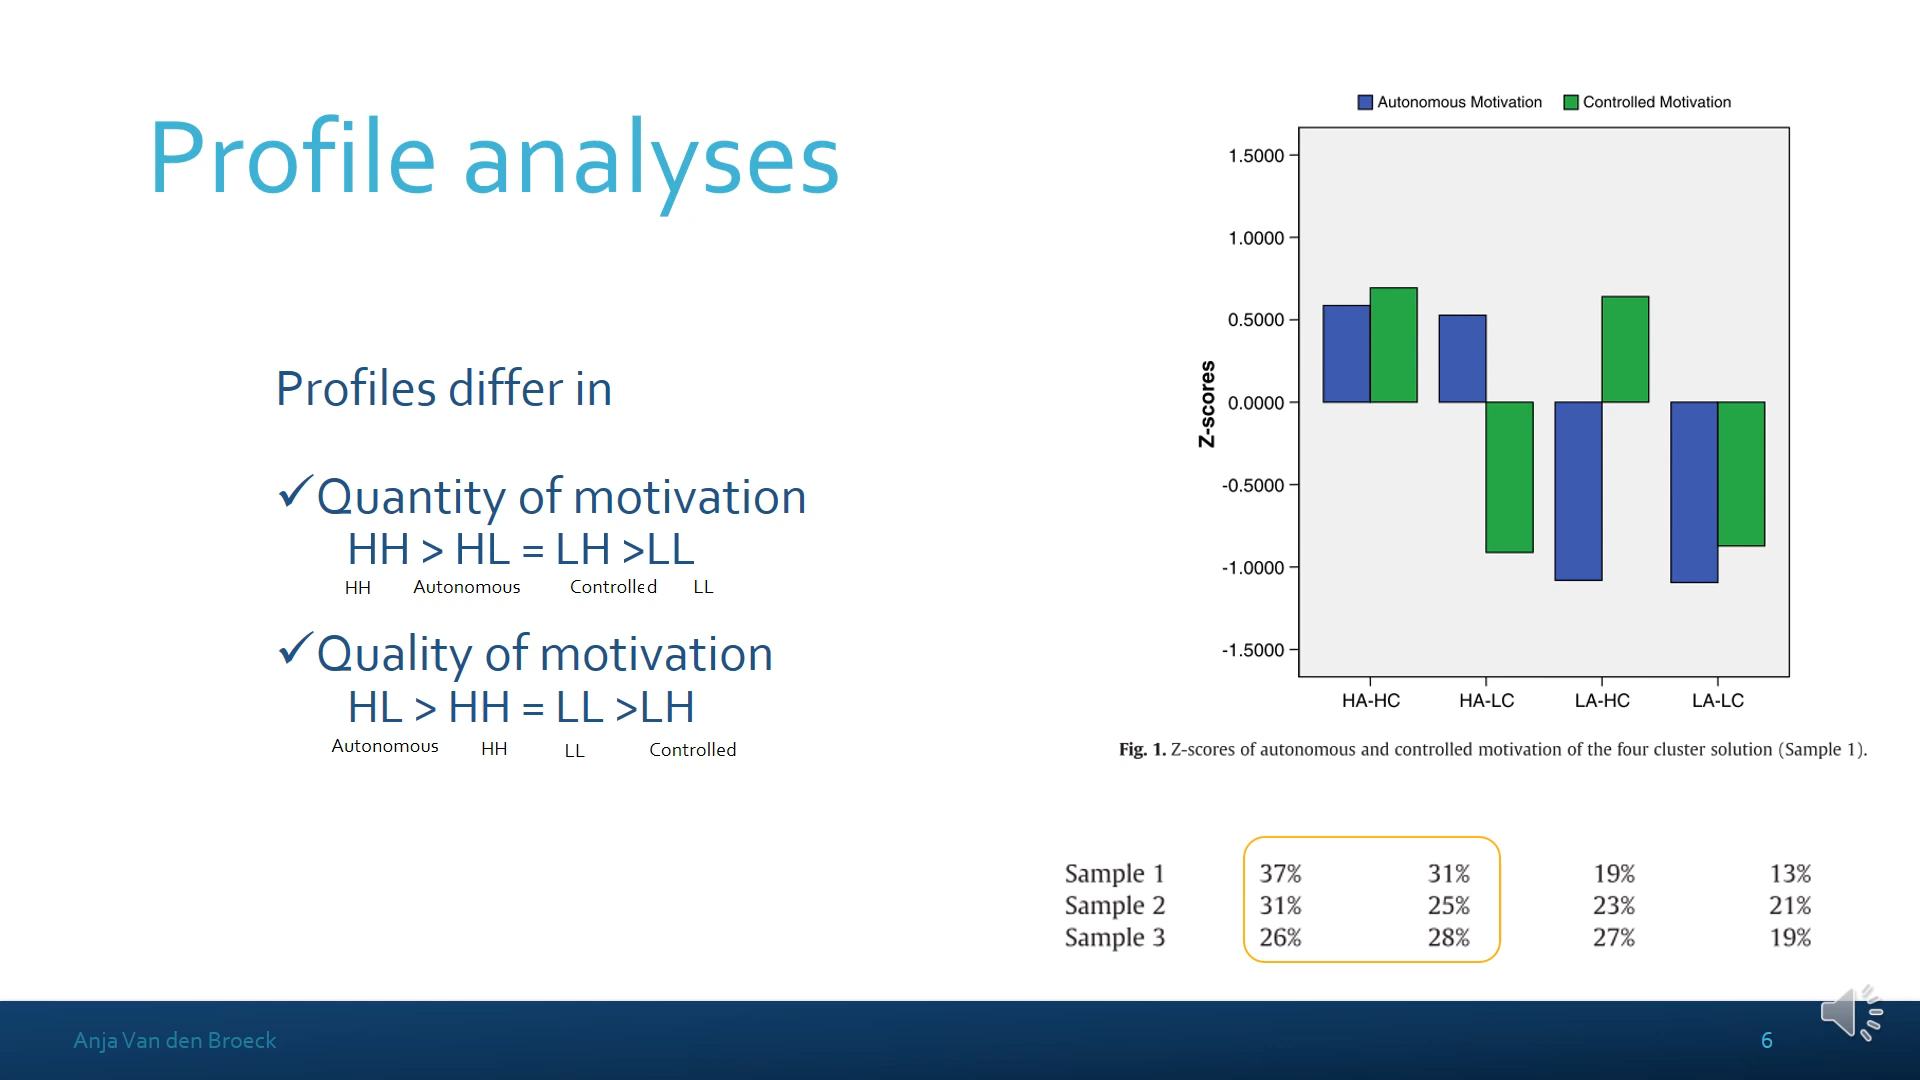 Profile analyses
Profiles differ in
✓Quantity of motivation
HH > HL = LH >LL
HH Autonomous Controlled LL
✓Quality of motivation
HL > HH = LL >LH
Autonomous HH LL Controlled
Autonomous Motivation Controlled Motivation
Z-scores
1.5000
1.0000
0.5000
0.0000
-0.5000
-1.0000
-1.5000
HA-HC HA-LC LA-HC LA-LC
Fig. 1. Z-scores of autonomous and controlled motivation of the four cluster solution (Sample 1).
Sample 1 37% 31% 19% 13%
Sample 2 31% 25% 23% 21%
Sample 3 26% 28% 27% 19%
Anja Van den Broeck
6